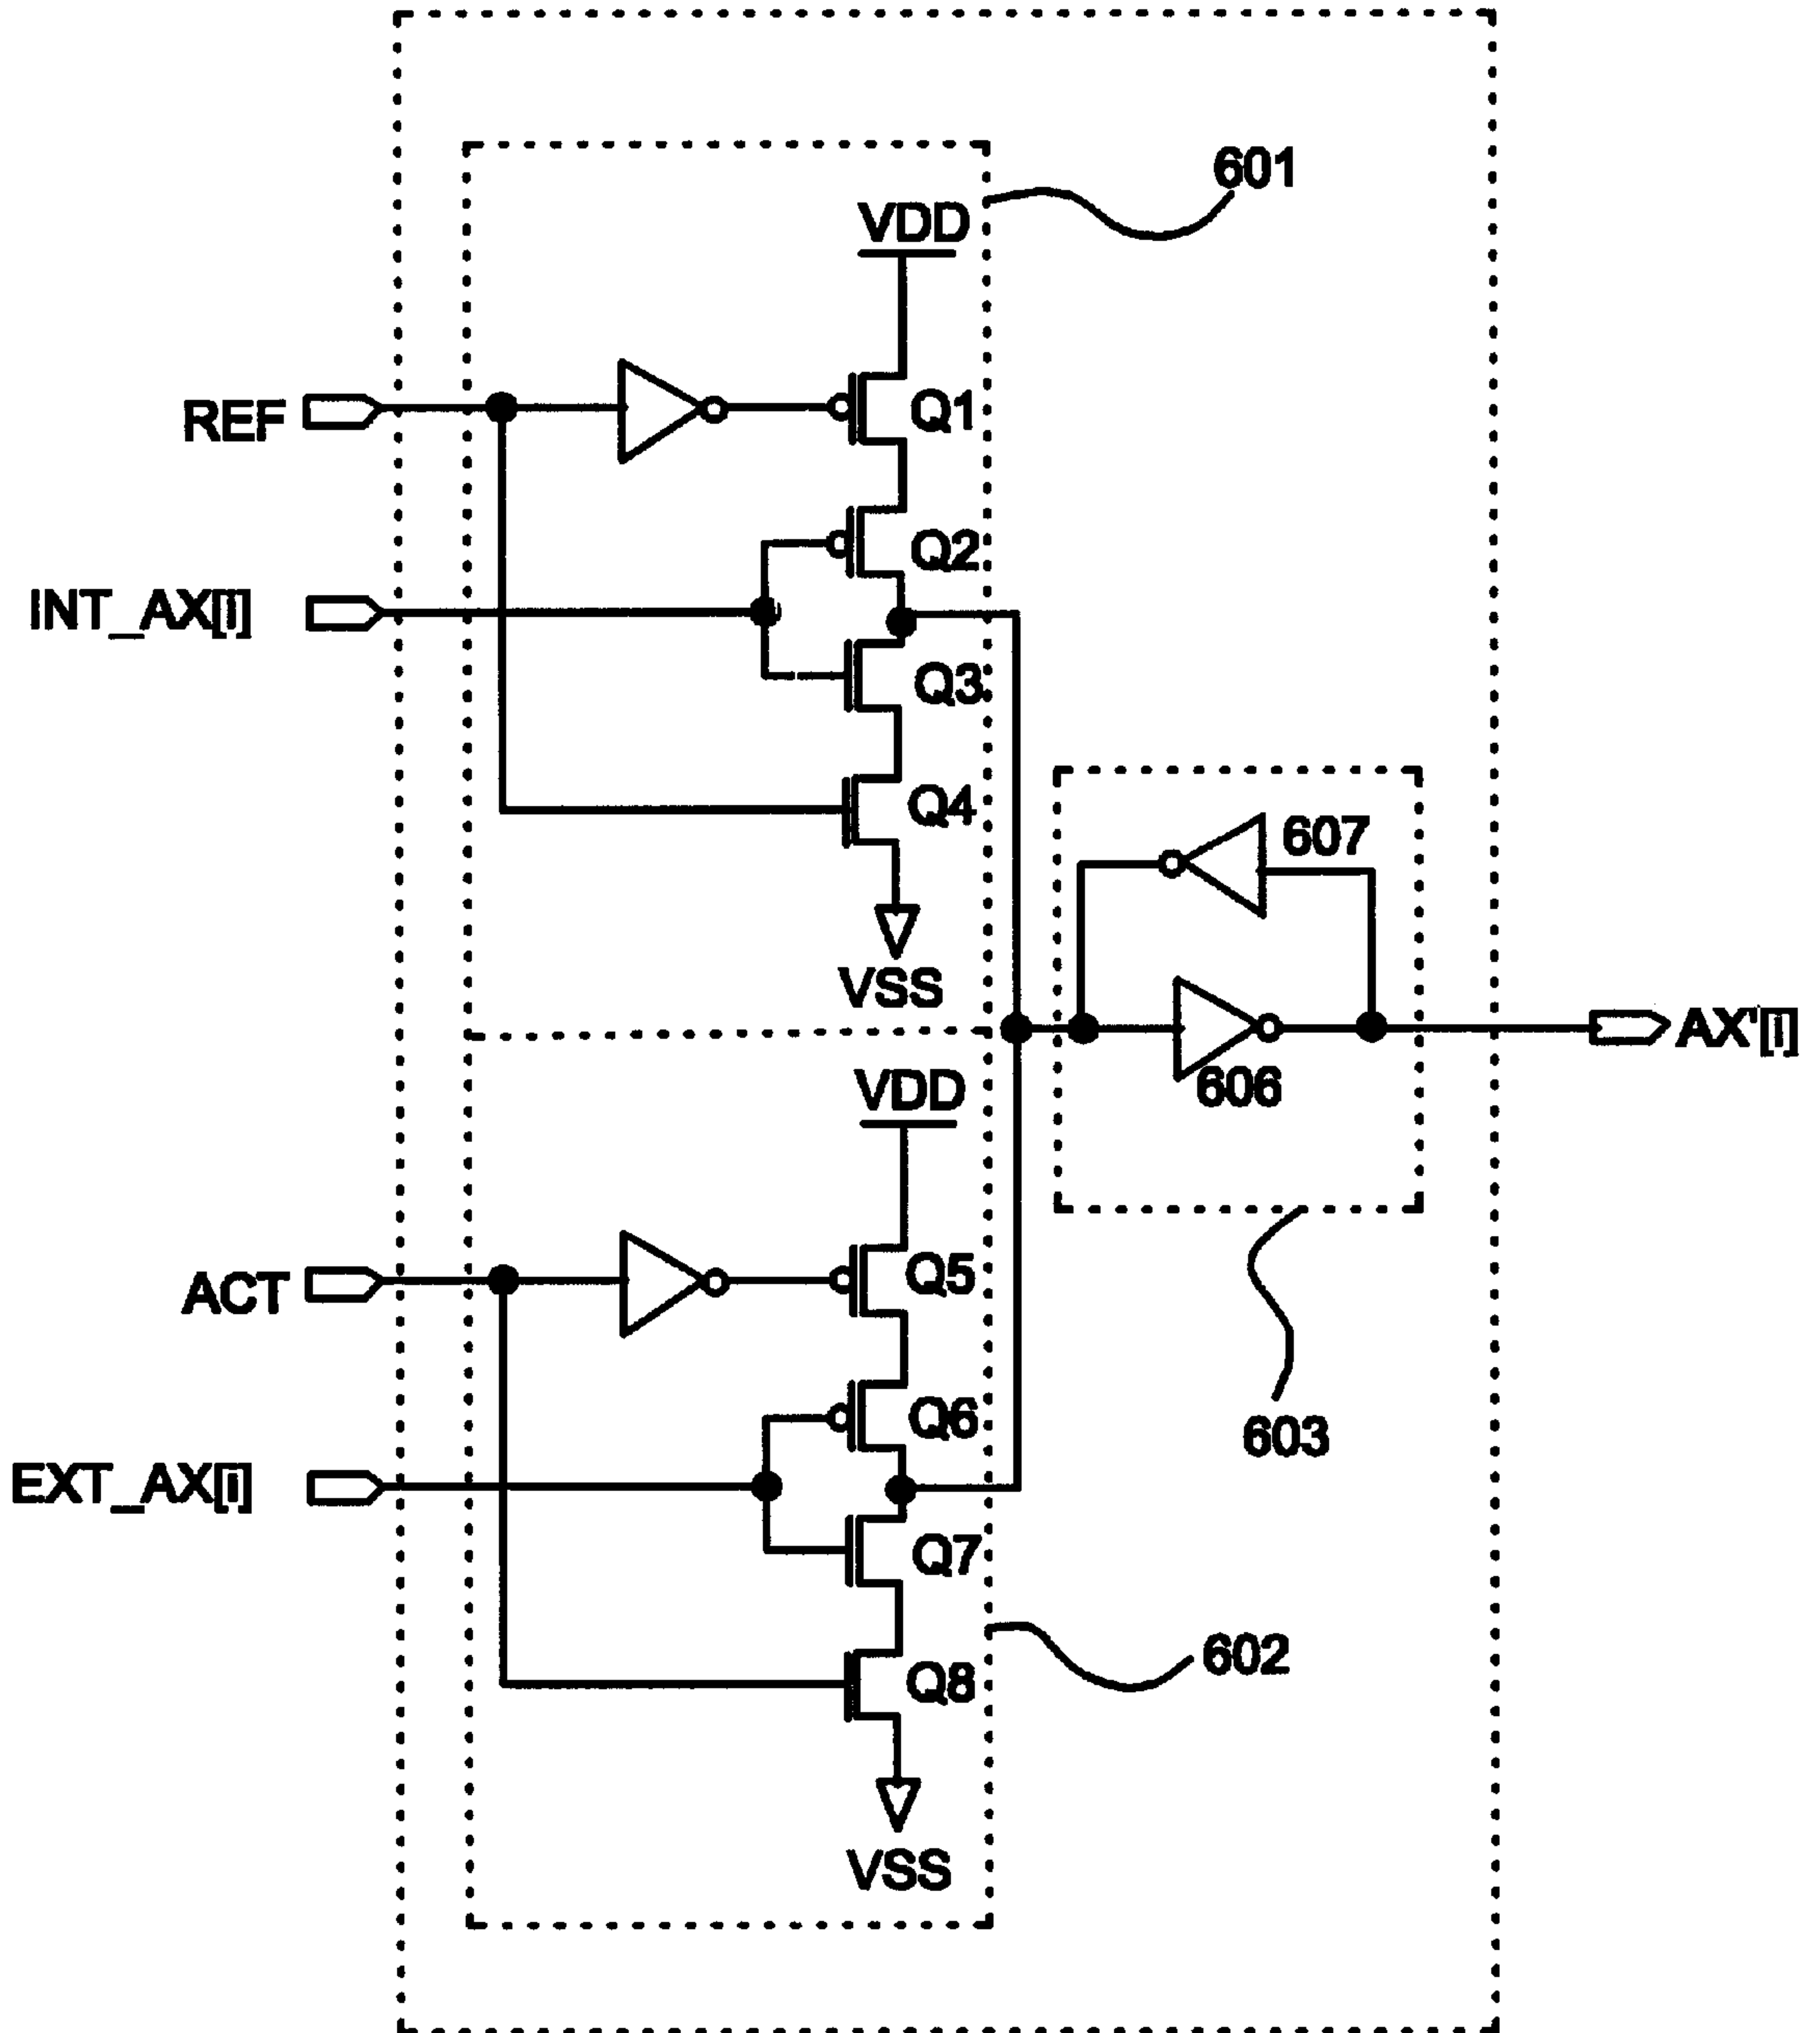 601
VDD
REF
Q1
Q2
INT_AX[i]
Q3
Q4
607
VSS
AX'[i]
606
VDD
ACT
Q5
Q6
603
EXT_AX[i]
Q7
602
Q8
VSS